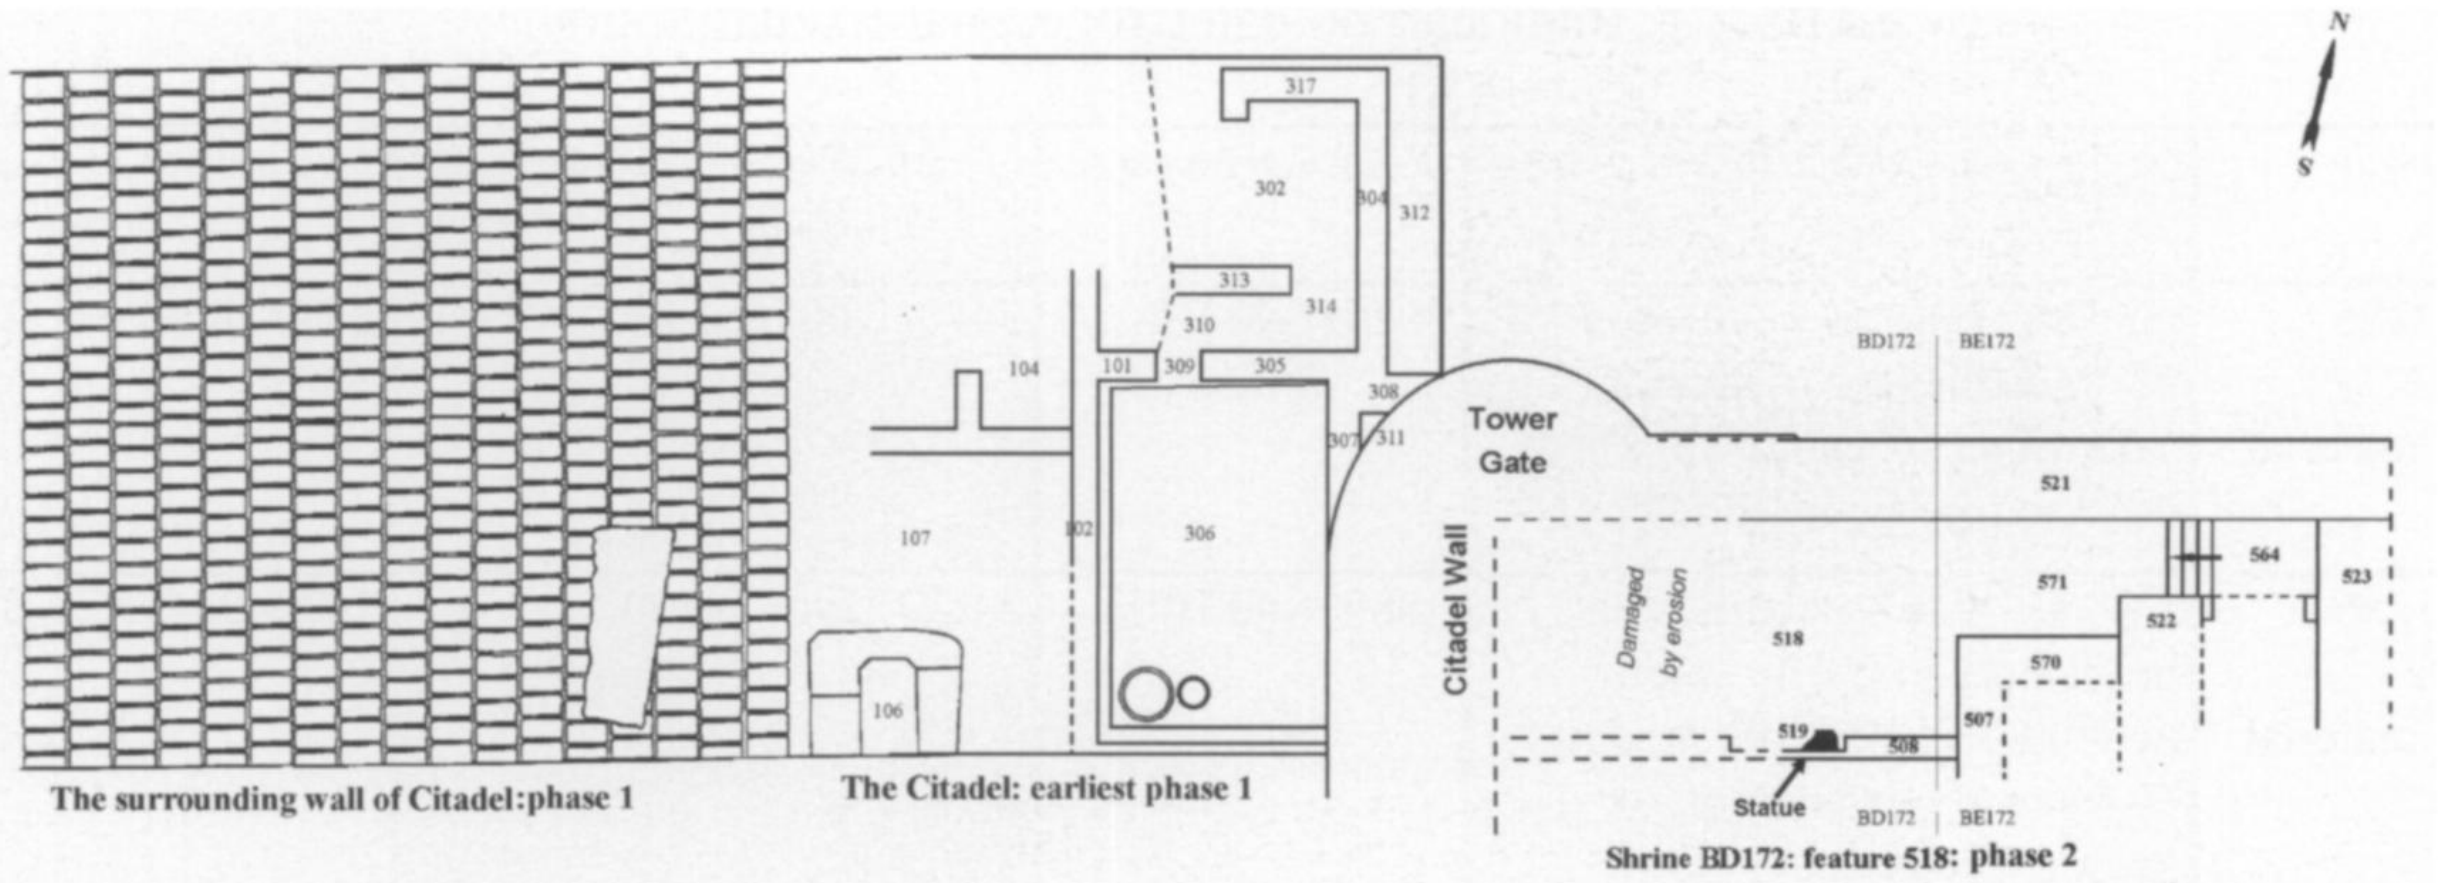 N
S
317
302
304
312
313
314
310
101
309
305
104
308
307
311
Tower
Gate
BD172
BE172
521
107
102
306
Citadel Wall
Damaged
by erosion
518
571
564
523
522
570
507
519
508
106
Statue
BD172
BE172
The surrounding wall of Citadel:phase 1
The Citadel: earliest phase 1
Shrine BD172: feature 518: phase 2